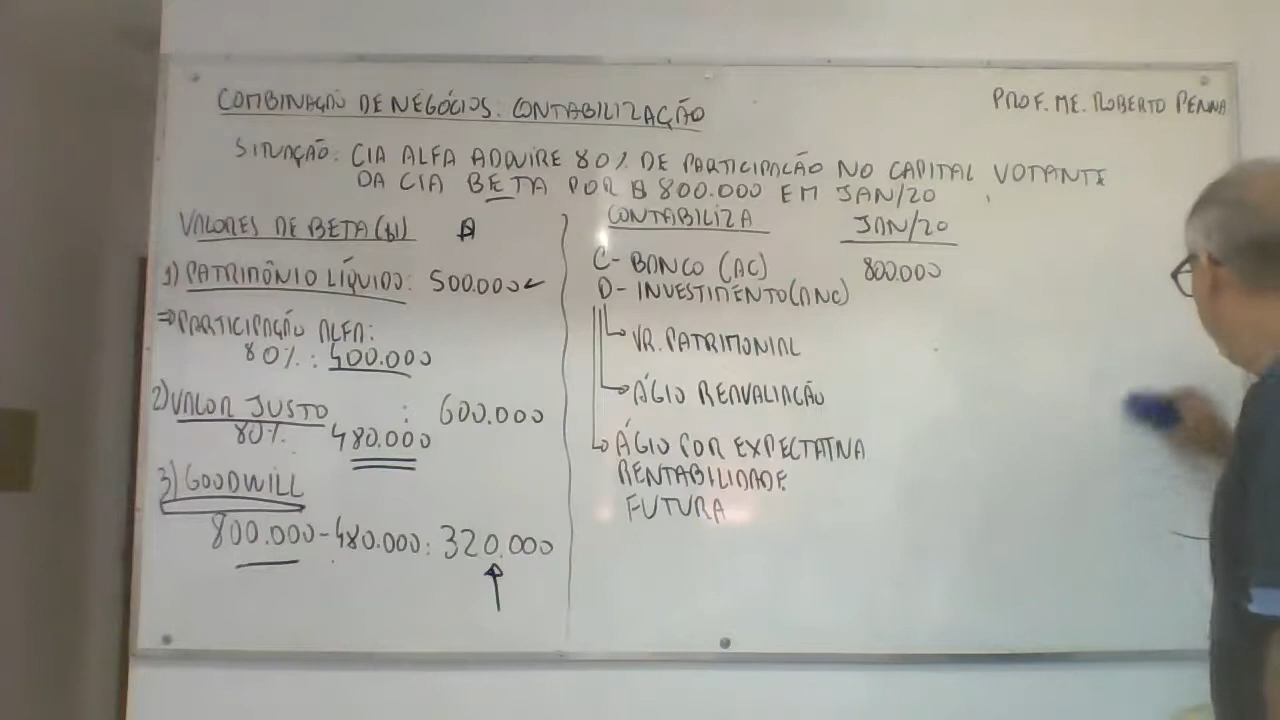 COMBINAÇÃO DE NEGÓCIOS: CONTABILIZAÇÃO
PROF. ME. ROBERTO PENNA
SITUAÇÃO: CIA ALFA ADQUIRE 80% DE PARTICIPAÇÃO NO CAPITAL VOTANTE
DA CIA BETA POR $ 800.000 EM JAN/20
VALORES DE BETA ($)
1) PATRIMÔNIO LÍQUIDO: 500.000
⇒ PARTICIPAÇÃO ALFA:
80%: 400.000
2) VALOR JUSTO : 600.000
80% 480.000
3) GOODWILL
800.000 - 480.000: 320.000
CONTABILIZA JAN/20
C- BANCO (AC) 800.000
D- INVESTIMENTO (ANC)
VR. PATRIMONIAL
ÁGIO REAVALIAÇÃO
ÁGIO POR EXPECTATIVA
RENTABILIDADE
FUTURA